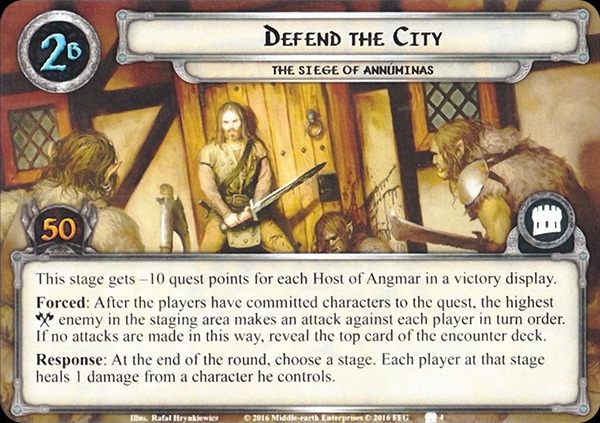 2B
DEFEND THE CITY
THE SIEGE OF ANNÚMINAS
50
This stage gets –10 quest points for each Host of Angmar in a victory display.
Forced: After the players have committed characters to the quest, the highest
enemy in the staging area makes an attack against each player in turn order.
If no attacks are made in this way, reveal the top card of the encounter deck.
Response: At the end of the round, choose a stage. Each player at that stage
heals 1 damage from a character he controls.
Illus. Rafał Hrynkiewicz © 2016 Middle-earth Enterprises © 2016 FFG 4